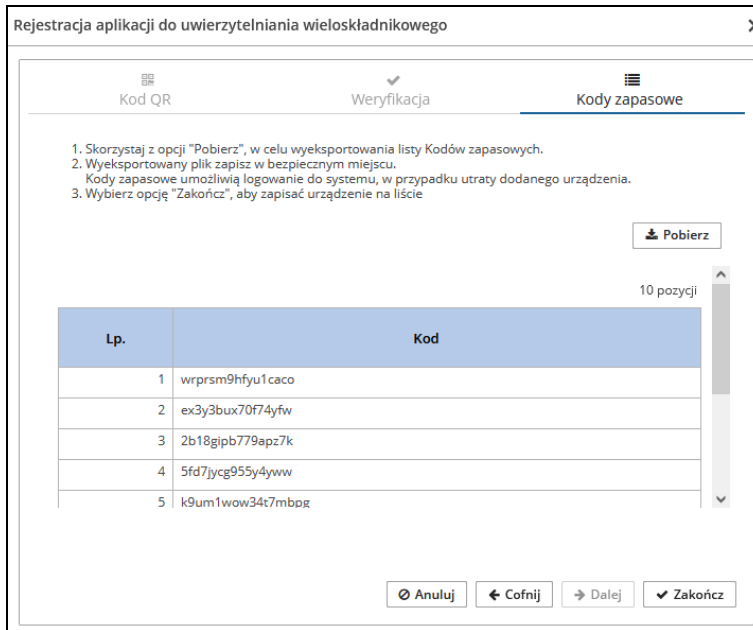 Rejestracja aplikacji do uwierzytelniania wieloskładnikowego
Kod QR
Weryfikacja
Kody zapasowe
1. Skorzystaj z opcji "Pobierz", w celu wyeksportowania listy Kodów zapasowych.
2. Wyeksportowany plik zapisz w bezpiecznym miejscu.
Kody zapasowe umożliwią logowanie do systemu, w przypadku utraty dodanego urządzenia.
3. Wybierz opcję "Zakończ", aby zapisać urządzenie na liście
Pobierz
10 pozycji
Lp. Kod
1 wrprsm9hfyu1caco
2 ex3y3bux70f74yfw
3 2b18gipb779apz7k
4 5fd7jycg955y4yww
5 k9um1wow34t7mbpg
Anuluj Cofnij Dalej Zakończ